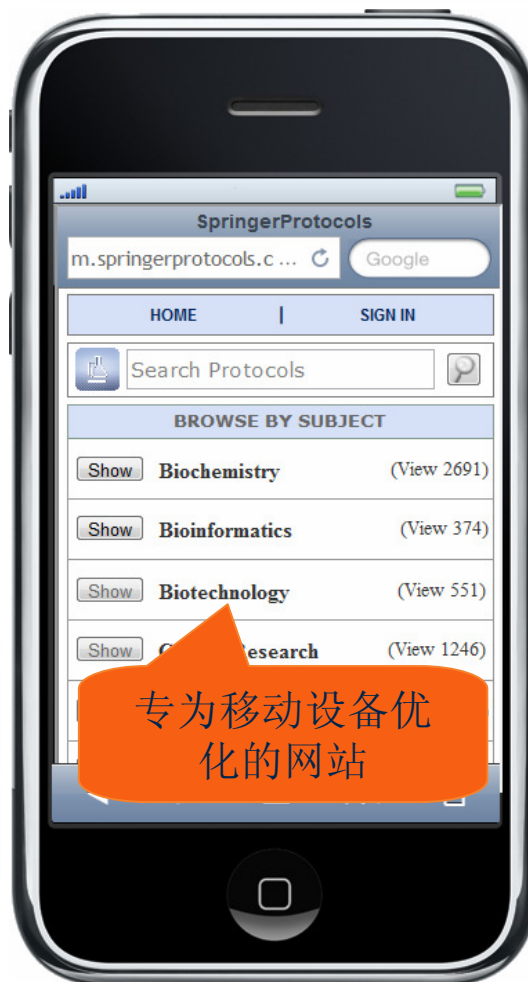 SpringerProtocols
m.springerprotocols.c ...
Google
HOME | SIGN IN
Search Protocols
BROWSE BY SUBJECT
Show Biochemistry (View 2691)
Show Bioinformatics (View 374)
Show Biotechnology (View 551)
Show esearch (View 1246)
专为移动设备优
化的网站